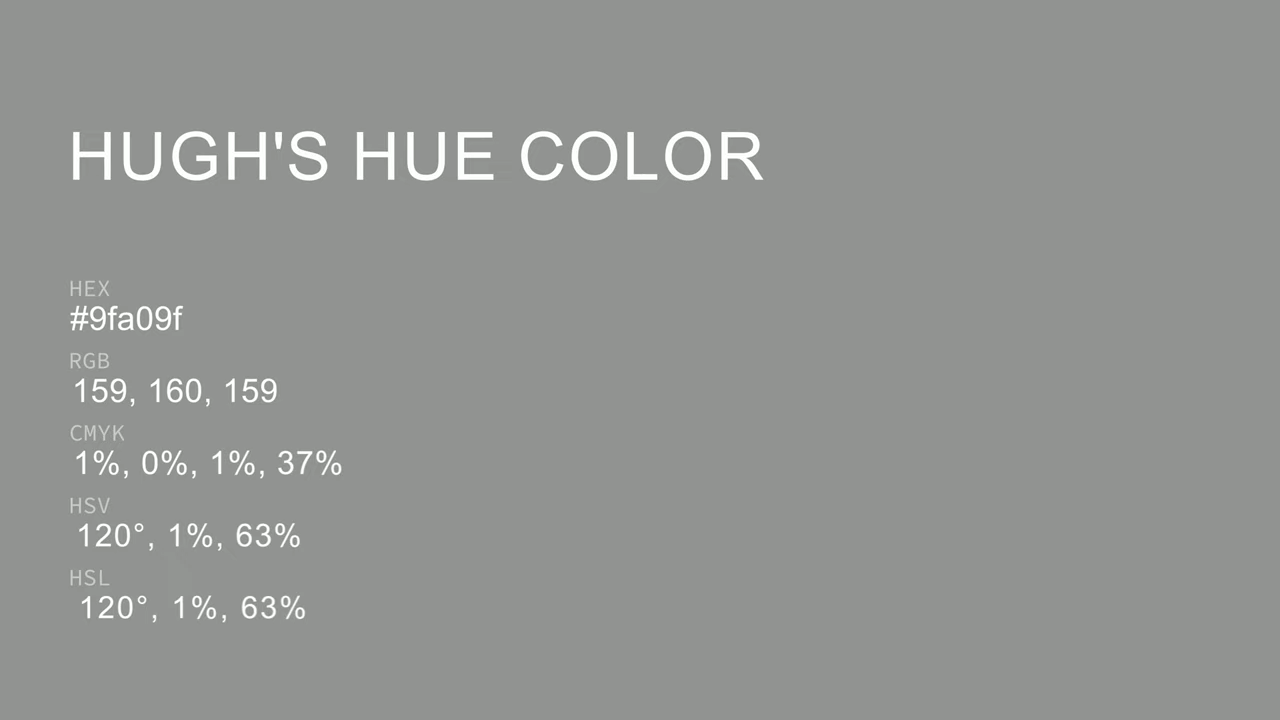 HUGH'S HUE COLOR
HEX
#9fa09f
RGB
159, 160, 159
CMYK
1%, 0%, 1%, 37%
HSV
120°, 1%, 63%
HSL
120°, 1%, 63%